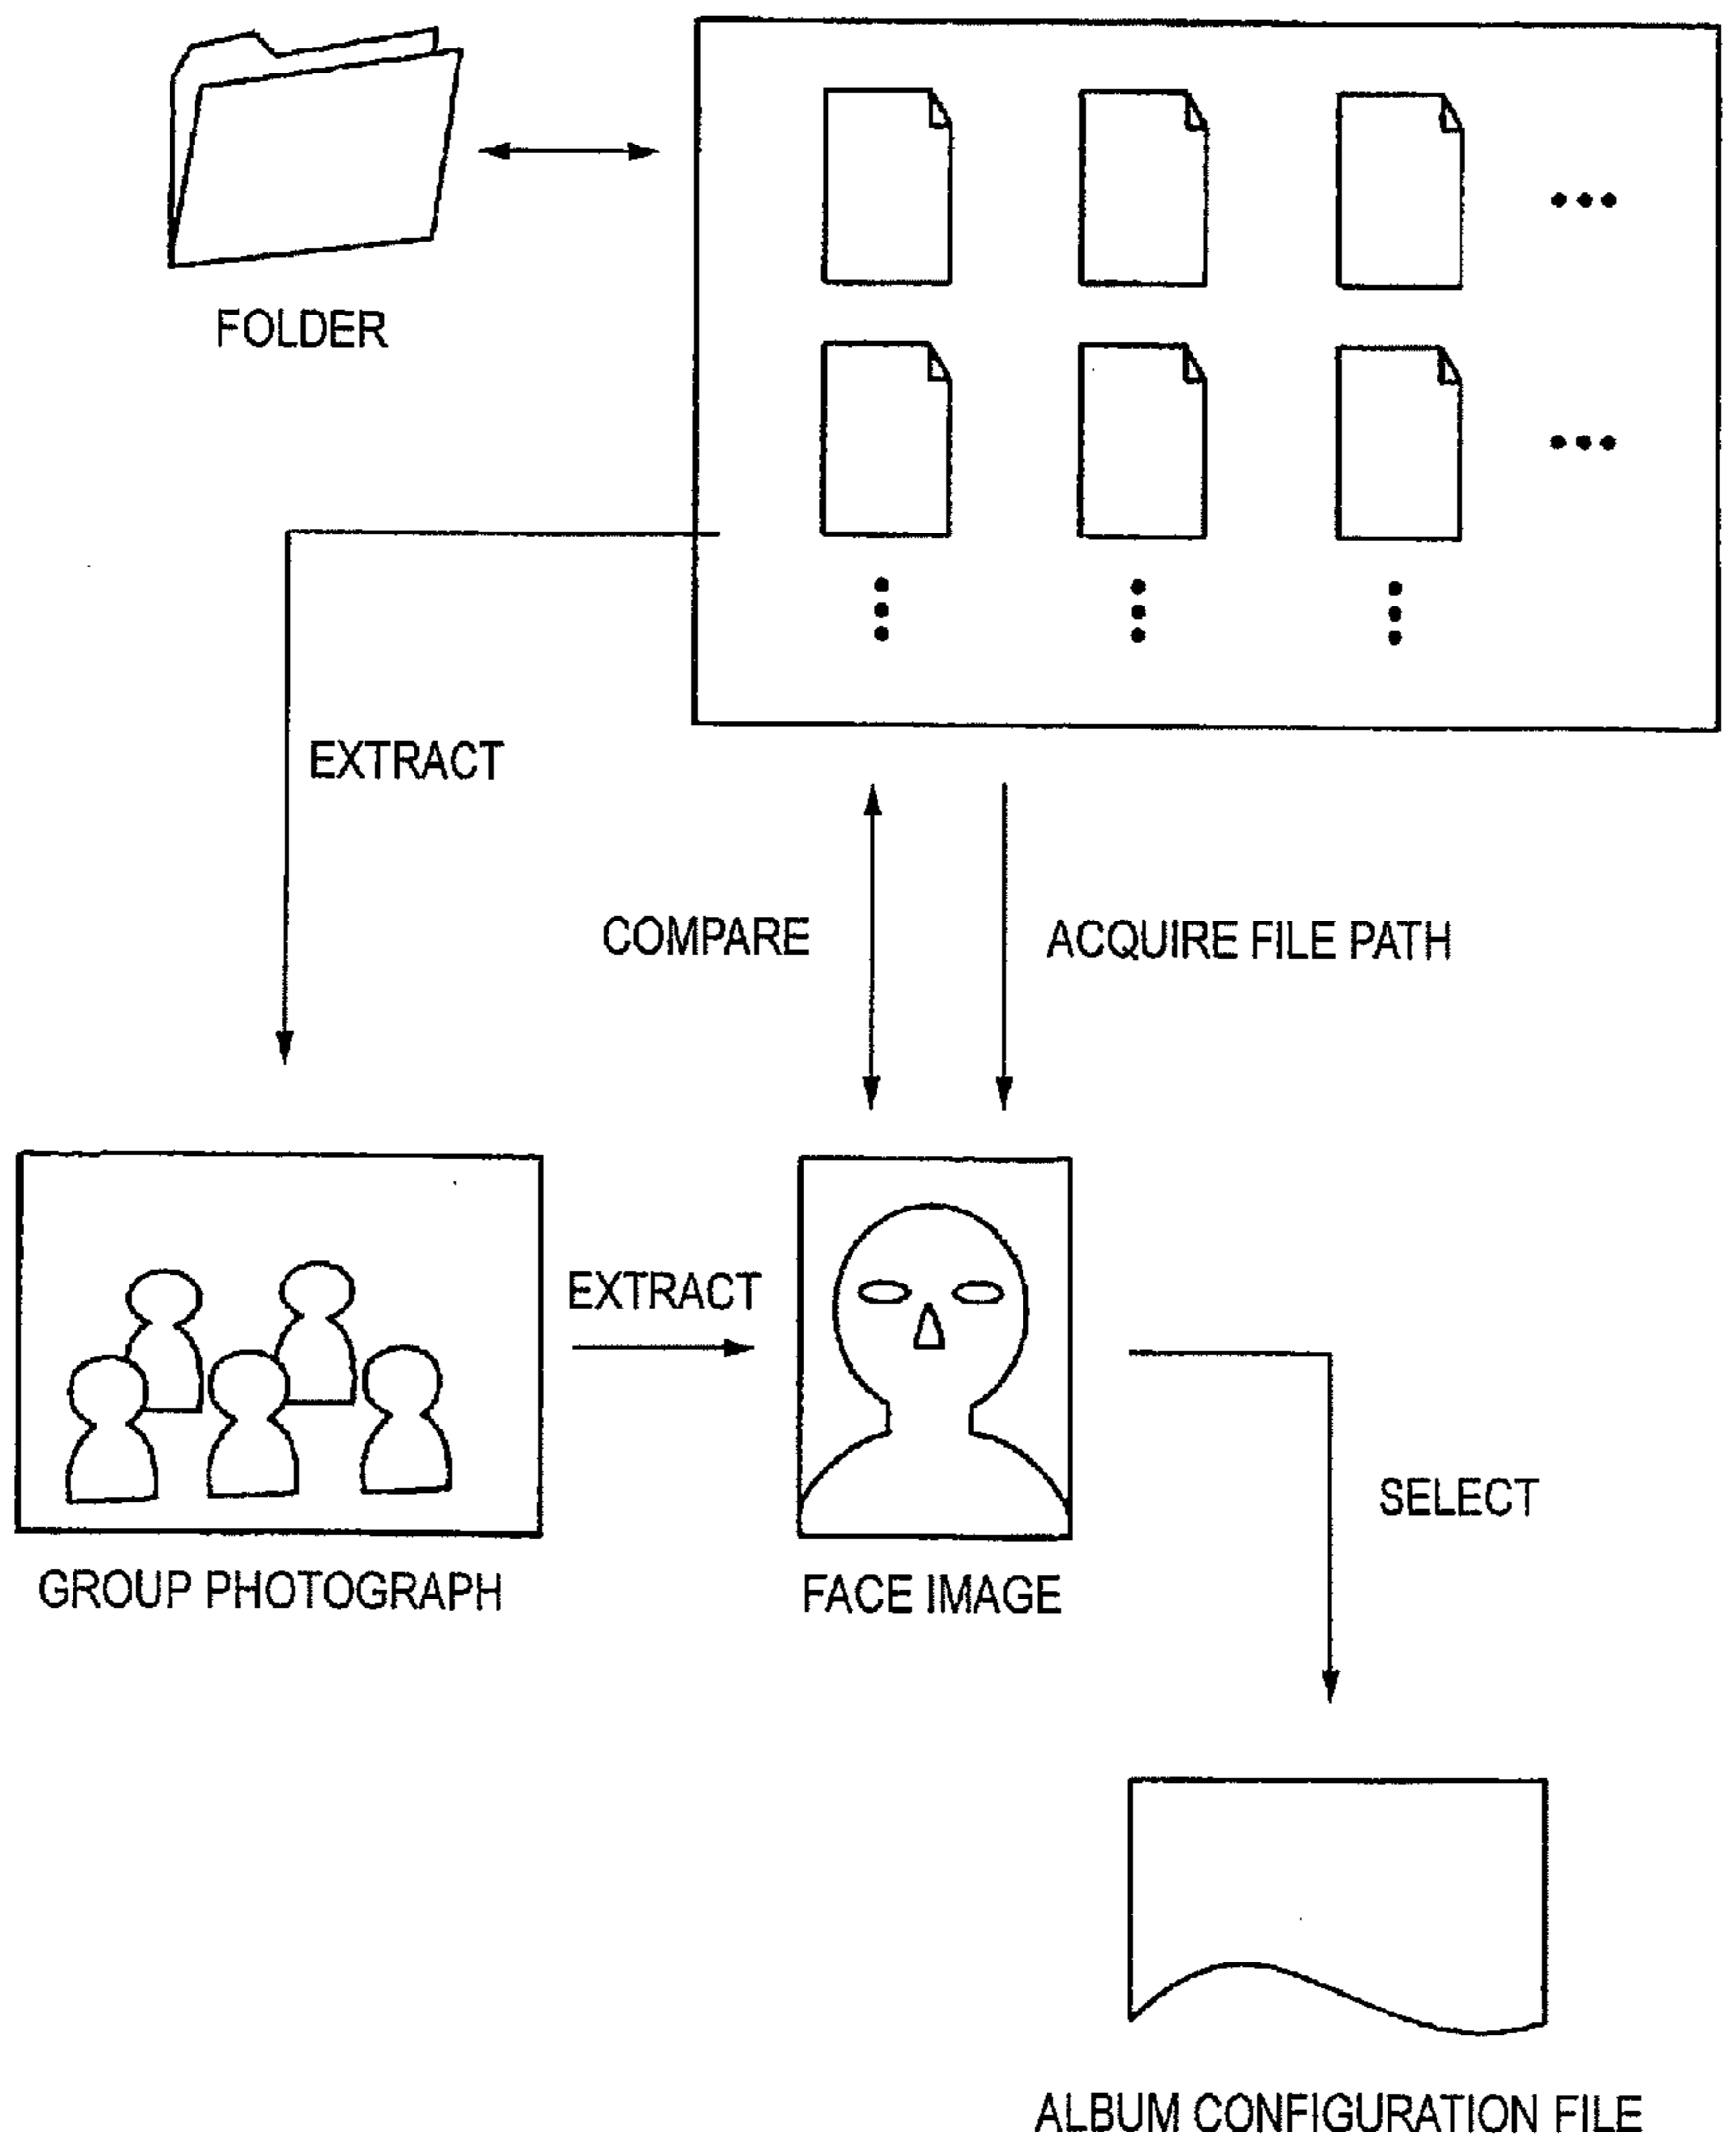 FOLDER
EXTRACT
COMPARE
ACQUIRE FILE PATH
EXTRACT
SELECT
GROUP PHOTOGRAPH
FACE IMAGE
ALBUM CONFIGURATION FILE